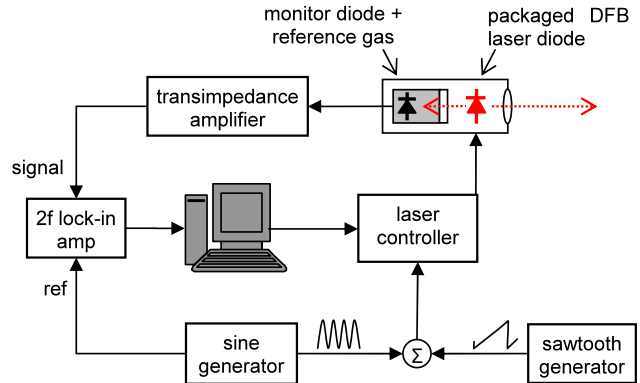 monitor diode +
reference gas
packaged DFB
laser diode
transimpedance
amplifier
signal
2f lock-in
amp
laser
controller
ref
sine
generator
Σ
sawtooth
generator